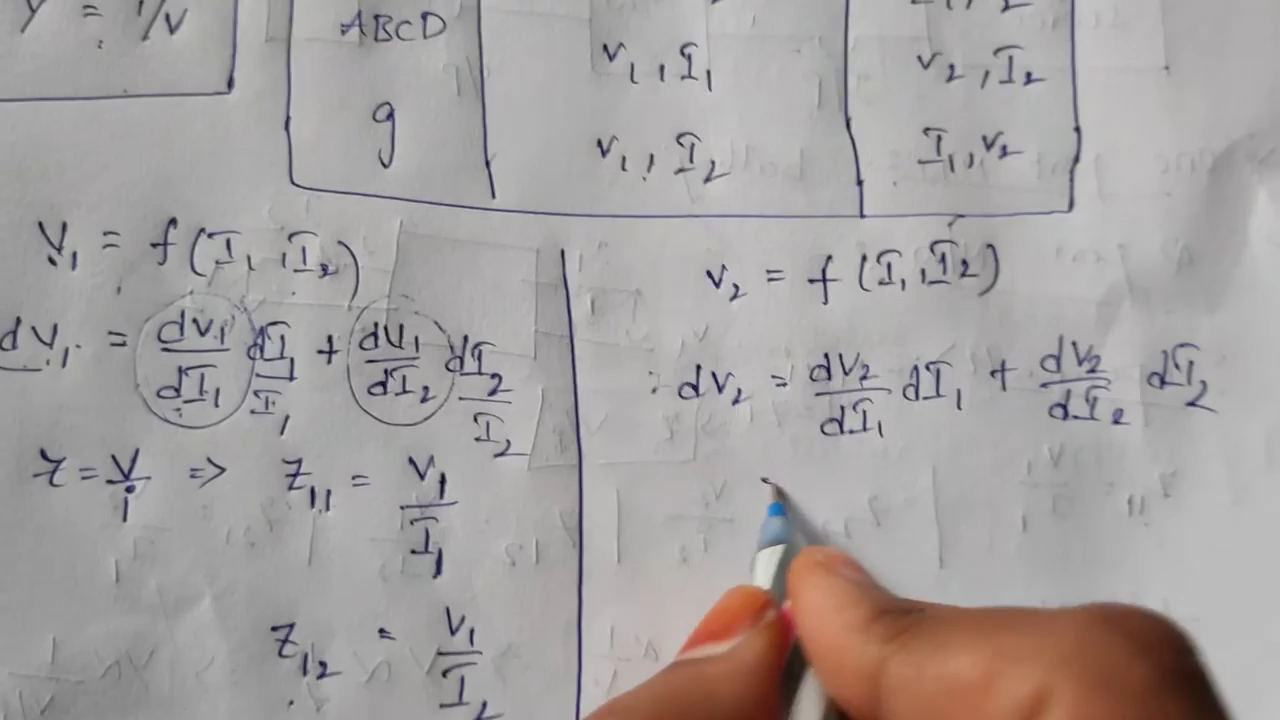 Y = 1/V
ABCD V1, I1 V2, I2
g V1, I2 I1, V2
V1 = f(I1, I2)
dV1 = dV1/dI1 dI1/I1 + dV1/dI2 dI2/I2
Z = V/i => Z11 = V1/I1
Z12 = V1/I2
V2 = f(I1, I2)
dV2 = dV2/dI1 dI1 + dV2/dI2 dI2